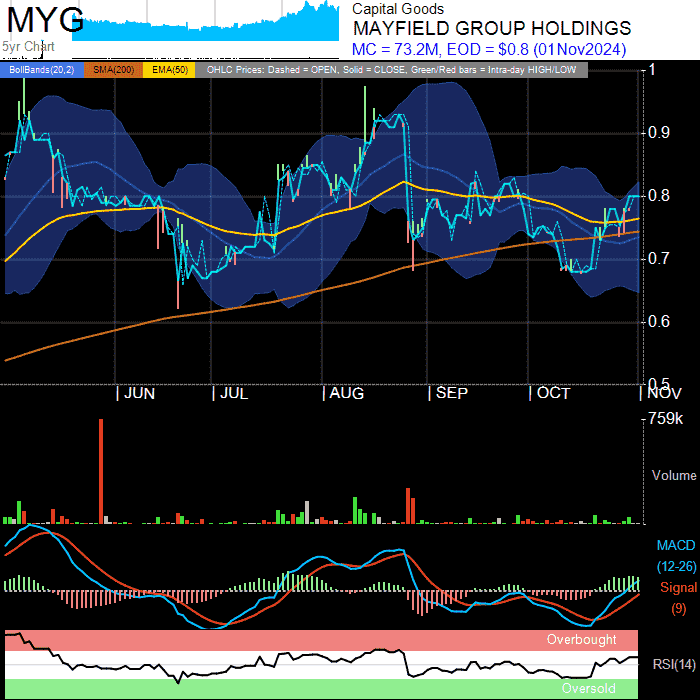 MYG
5yr Chart
Capital Goods
MAYFIELD GROUP HOLDINGS
MC = 73.2M, EOD = $0.8 (01Nov2024)
BollBands(20,2) SMA(200) EMA(50) OHLC Prices: Dashed = OPEN, Solid = CLOSE, Green/Red bars = Intra-day HIGH/LOW
1
0.9
0.8
0.7
0.6
0.5
JUN JUL AUG SEP OCT NOV
759k
Volume
MACD
(12-26)
Signal
(9)
Overbought
RSI(14)
Oversold